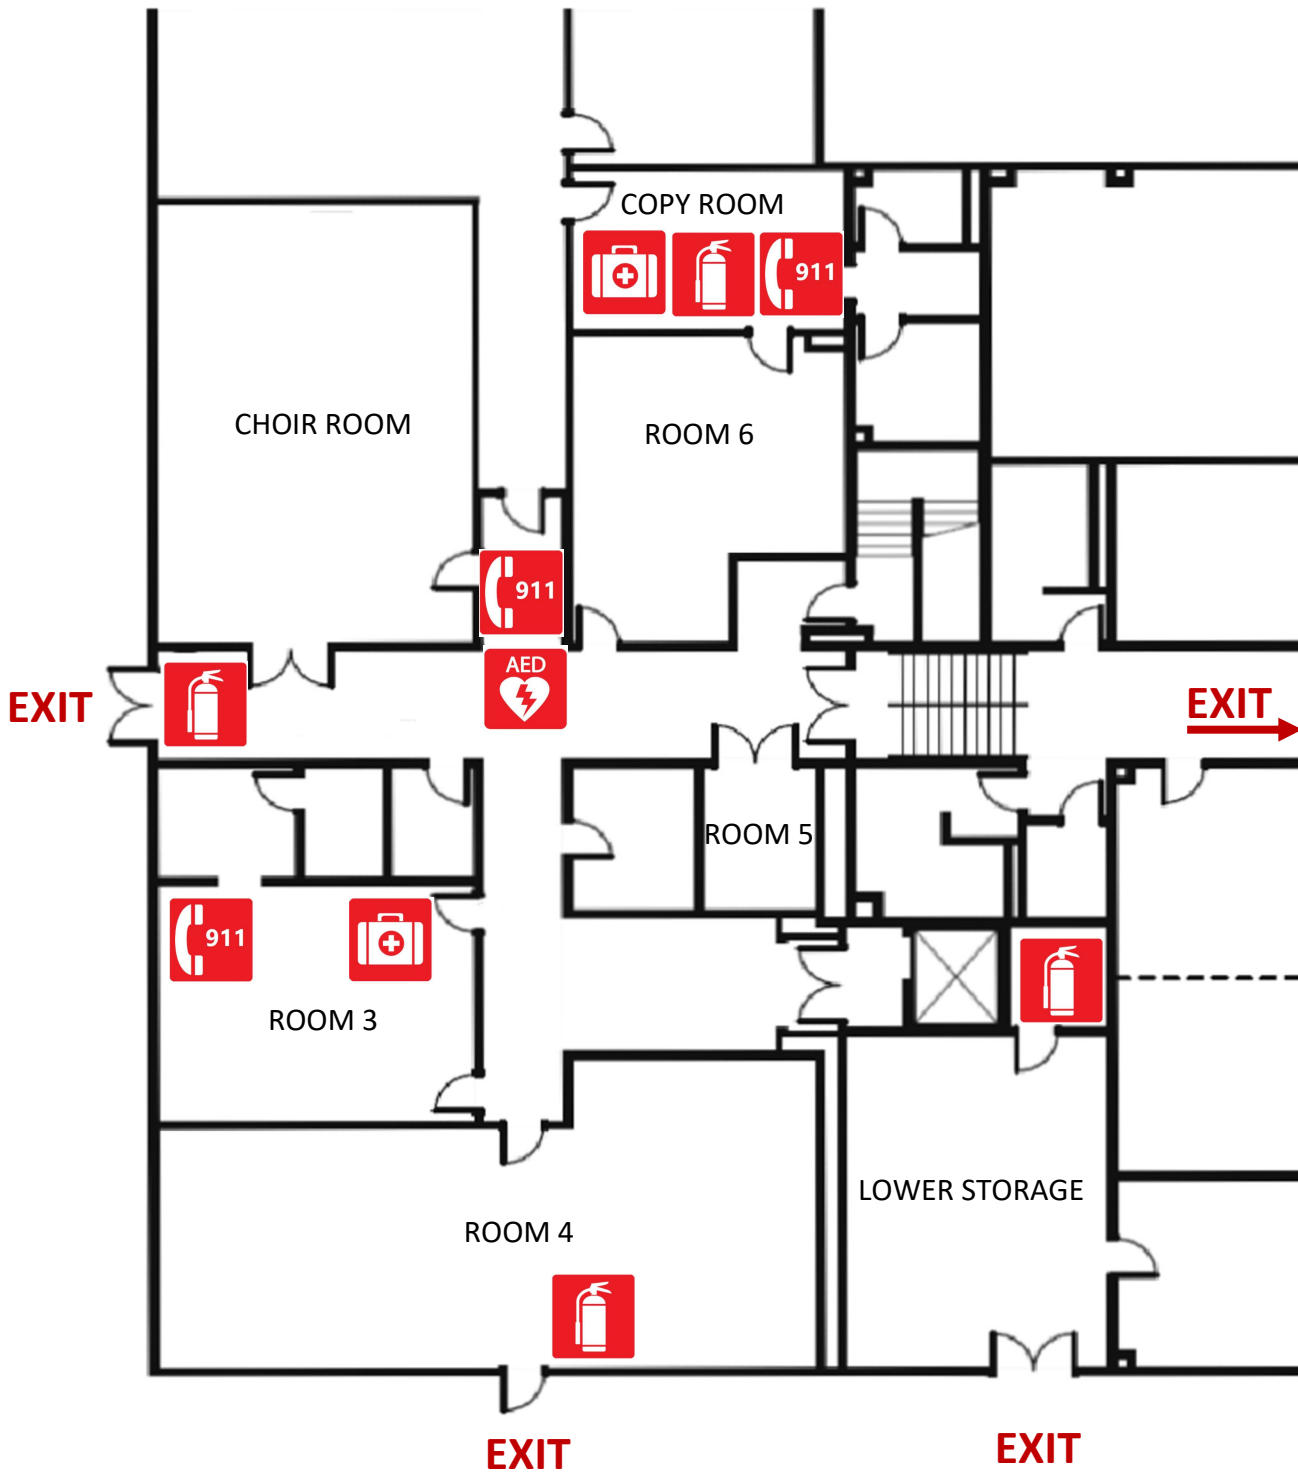 COPY ROOM
911
CHOIR ROOM
ROOM 6
911
AED
EXIT
EXIT
ROOM 5
911
ROOM 3
LOWER STORAGE
ROOM 4
EXIT
EXIT